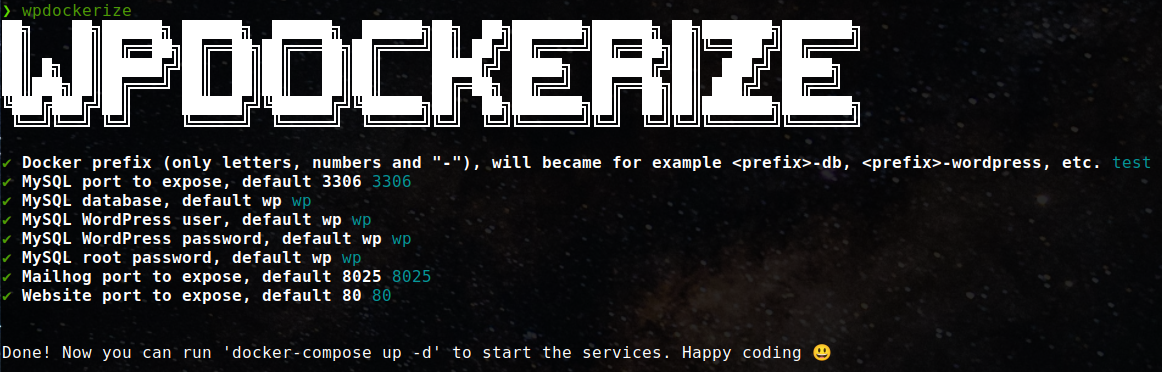 ❯ wpdockerize
WPDOCKERIZE
✔ Docker prefix (only letters, numbers and "-"), will became for example <prefix>-db, <prefix>-wordpress, etc. test
✔ MySQL port to expose, default 3306 3306
✔ MySQL database, default wp wp
✔ MySQL WordPress user, default wp wp
✔ MySQL WordPress password, default wp wp
✔ MySQL root password, default wp wp
✔ Mailhog port to expose, default 8025 8025
✔ Website port to expose, default 80 80
Done! Now you can run 'docker-compose up -d' to start the services. Happy coding 😃